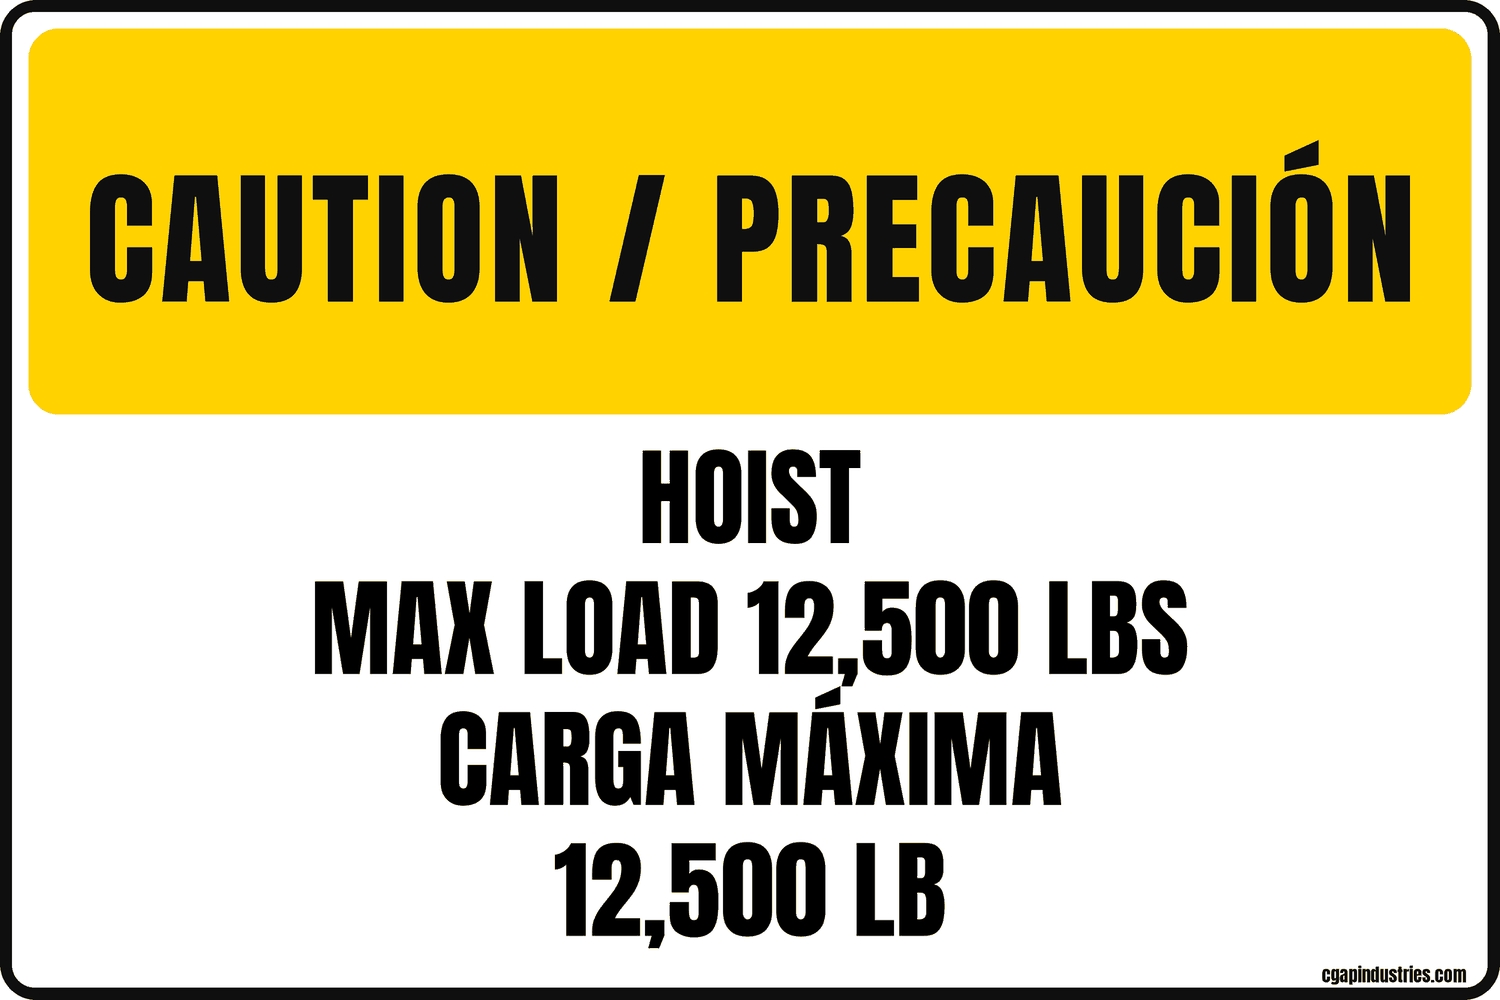 CAUTION / PRECAUCIÓN
HOIST
MAX LOAD 12,500 LBS
CARGA MÁXIMA
12,500 LB
cgapindustries.com